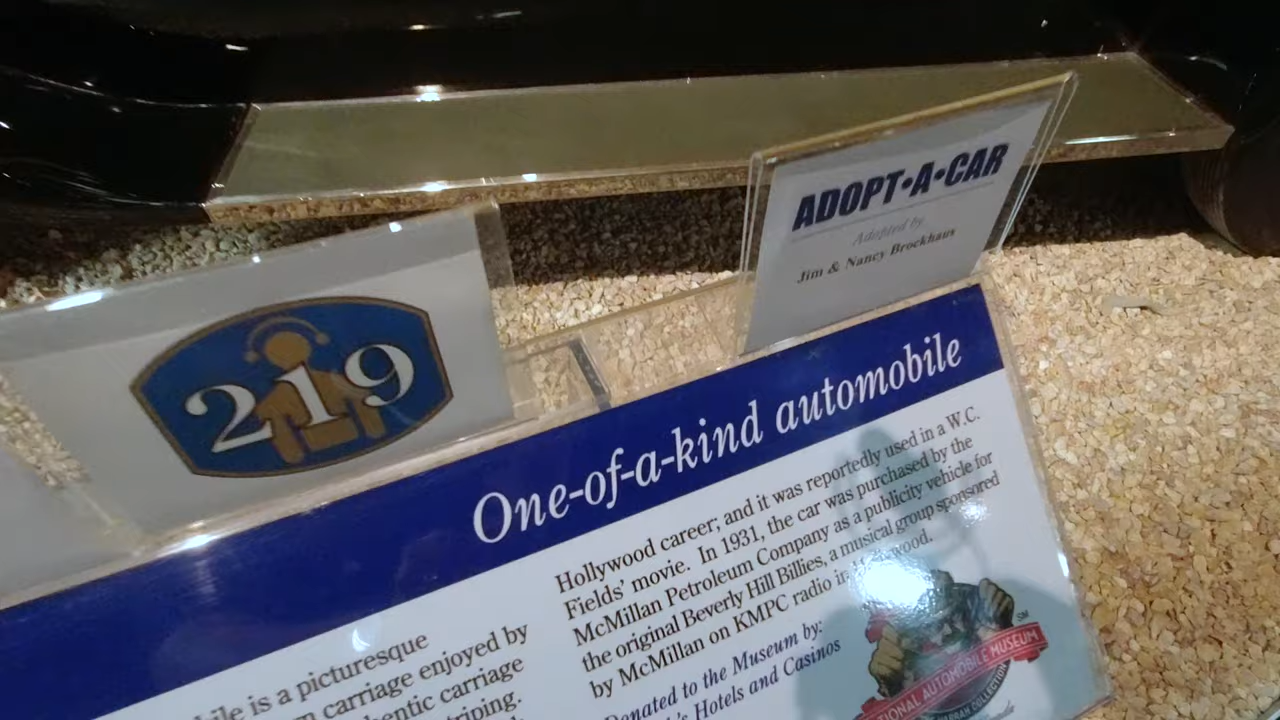 ADOPT•A•CAR
Adopted by
Jim & Nancy Brockhaus
219
One-of-a-kind automobile
is a picturesque
carriage enjoyed by
carriage
Hollywood career; and it was reportedly used in a W.C.
Fields' movie. In 1931, the car was purchased by the
McMillan Petroleum Company as a publicity vehicle for
the original Beverly Hill Billies, a musical group sponsored
by McMillan on KMPC radio in
Donated to the Museum by:
Hotels and Casinos
SM
AUTOMOBILE MUSEUM
COLLECTION